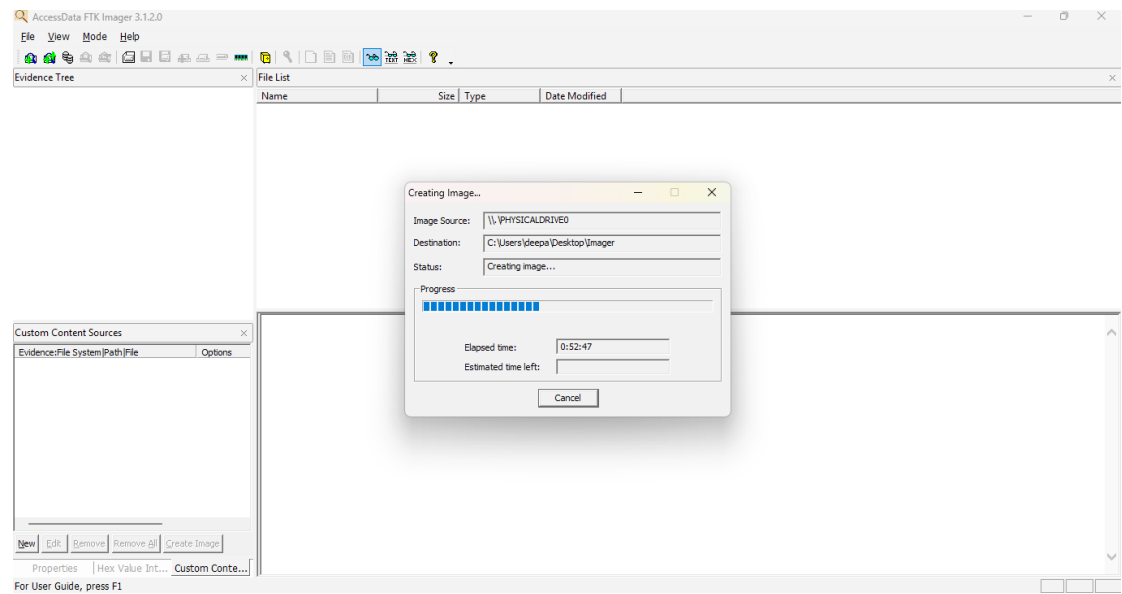 AccessData FTK Imager 3.1.2.0
File View Mode Help
TEXT HEX
Evidence Tree
File List
Name Size Type Date Modified
Creating Image...
Image Source: \\.\PHYSICALDRIVE0
Destination: C:\Users\deepa\Desktop\Imager
Status: Creating image...
Progress
Elapsed time: 0:52:47
Estimated time left:
Cancel
Custom Content Sources
Evidence:File System|Path|File Options
New Edit Remove Remove All Create Image
Properties Hex Value Int... Custom Conte...
For User Guide, press F1